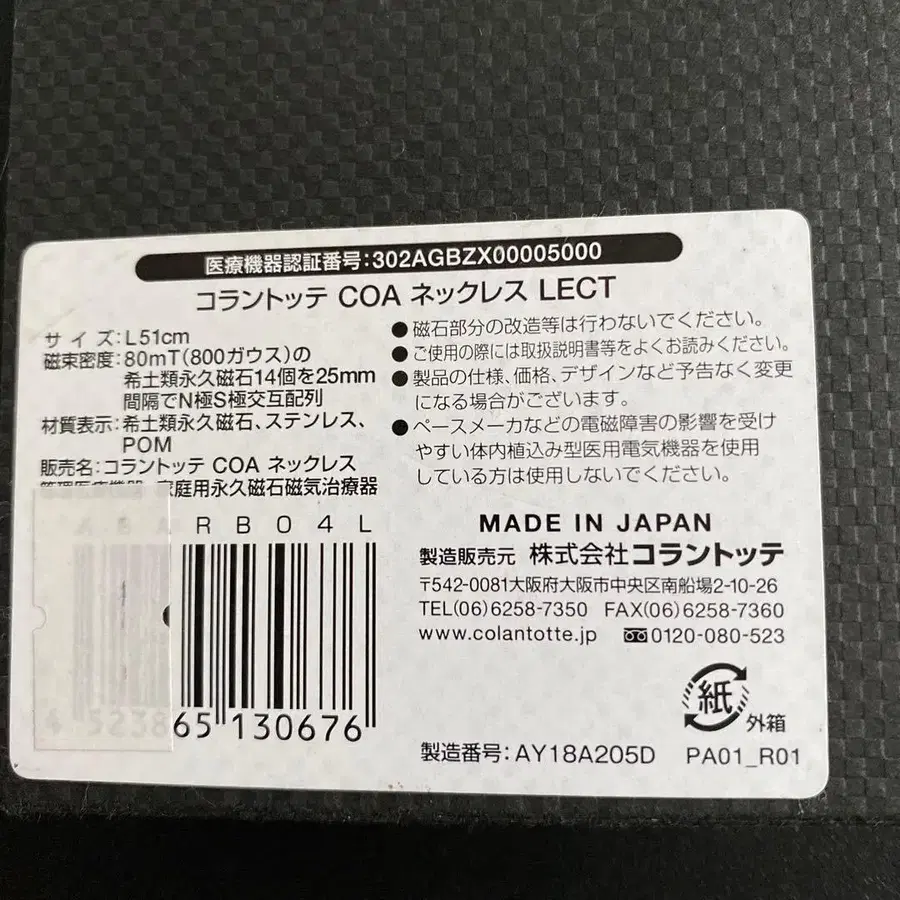 医療機器認証番号:302AGBZX00005000
コラントッテ COA ネックレス LECT
サイズ:L51cm
磁束密度:80mT(800ガウス)の
希土類永久磁石14個を25mm
間隔でN極S極交互配列
材質表示:希土類永久磁石、ステンレス、
POM
販売名:コラントッテ COA ネックレス
管理医療機器 家庭用永久磁石磁気治療器
ABARB04L
4 523865 130676
●磁石部分の改造等は行わないでください。
●ご使用の際には取扱説明書等をよくお読みください。
●製品の仕様、価格、デザインなど予告なく変更
になる場合がございます。
●ペースメーカなどの電磁障害の影響を受け
やすい体内植込み型医用電気機器を使用
している方は使用しないでください。
MADE IN JAPAN
製造販売元 株式会社コラントッテ
〒542-0081大阪府大阪市中央区南船場2-10-26
TEL(06)6258-7350 FAX(06)6258-7360
www.colantotte.jp 0120-080-523
紙
外箱
製造番号:AY18A205D PA01_R01